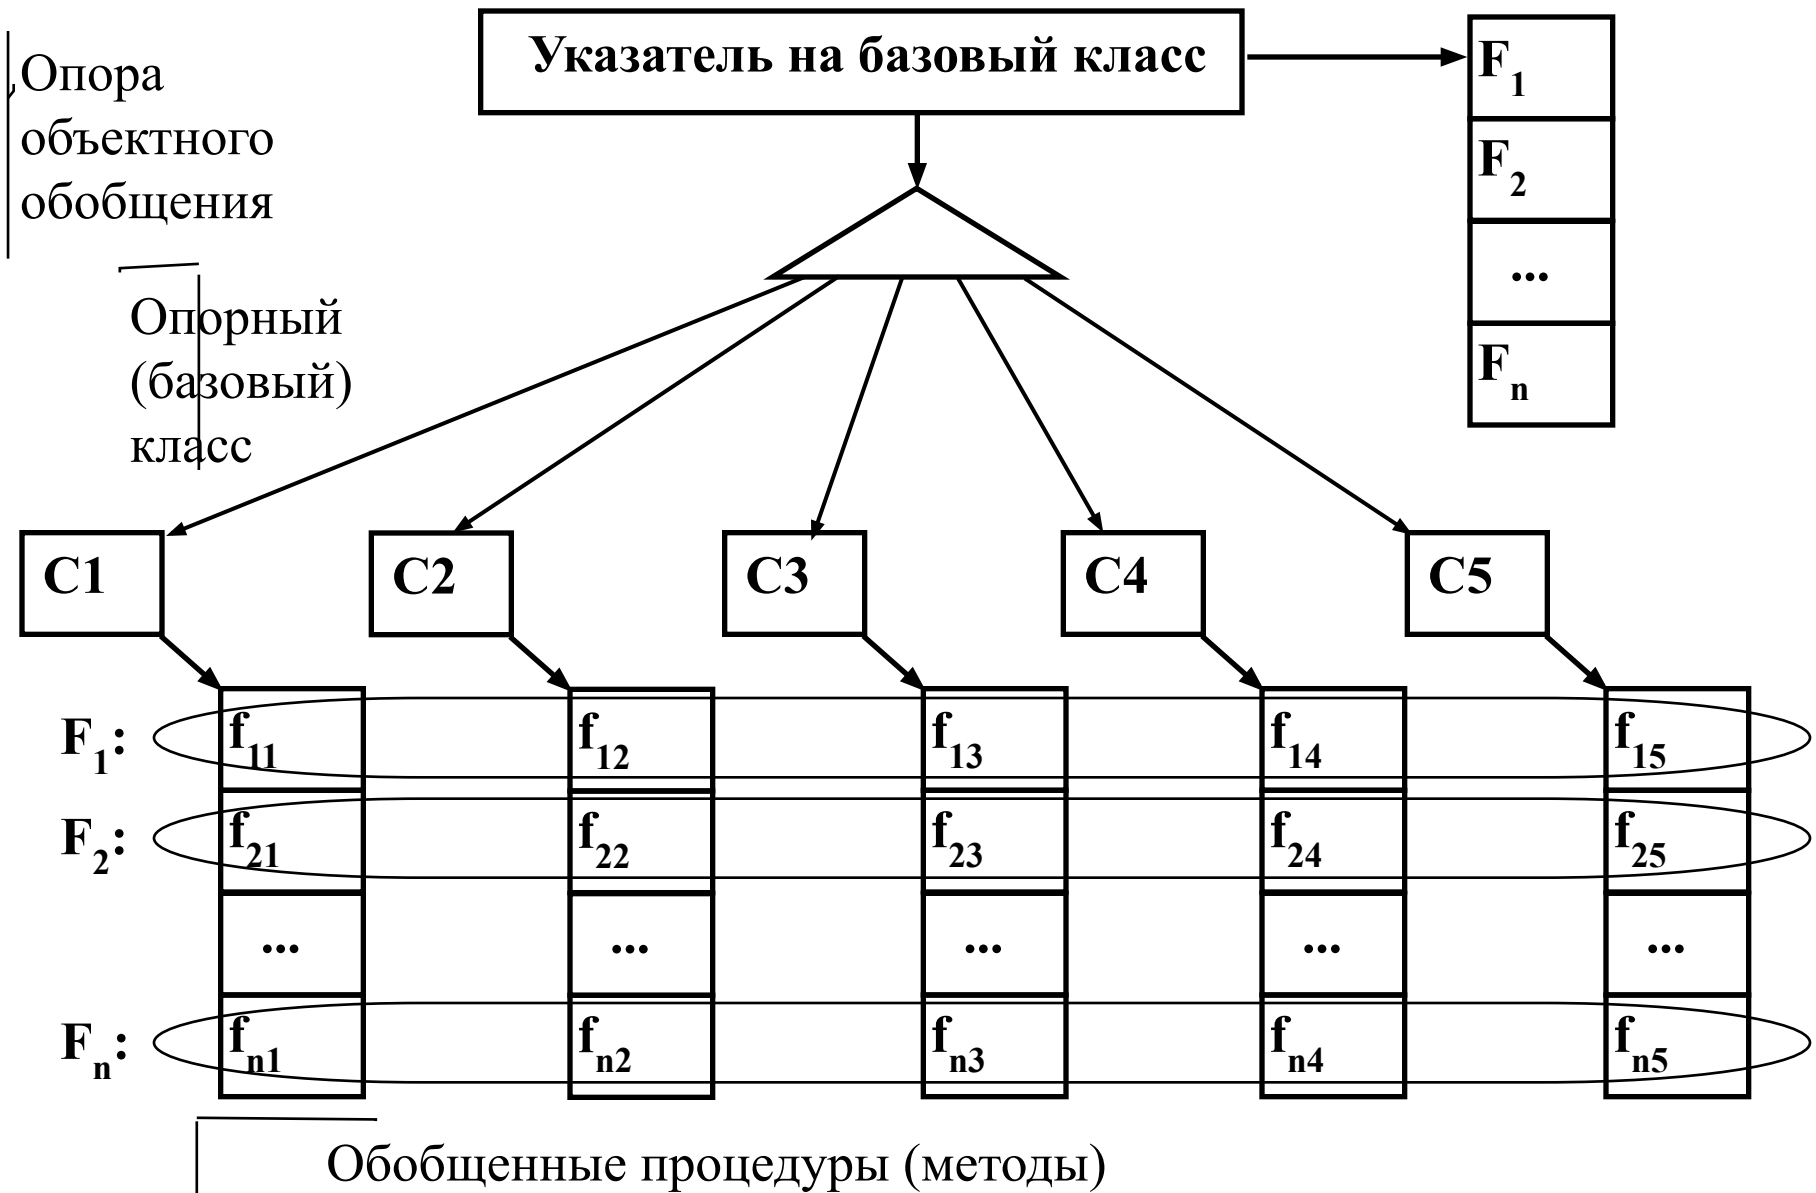 Указатель на базовый класс
F1
F2
...
Fn
Опора
объектного
обобщения
Опорный
(базовый)
класс
C1 C2 C3 C4 C5
F1: f11 f12 f13 f14 f15
F2: f21 f22 f23 f24 f25
... ... ... ... ...
Fn: fn1 fn2 fn3 fn4 fn5
Обобщенные процедуры (методы)